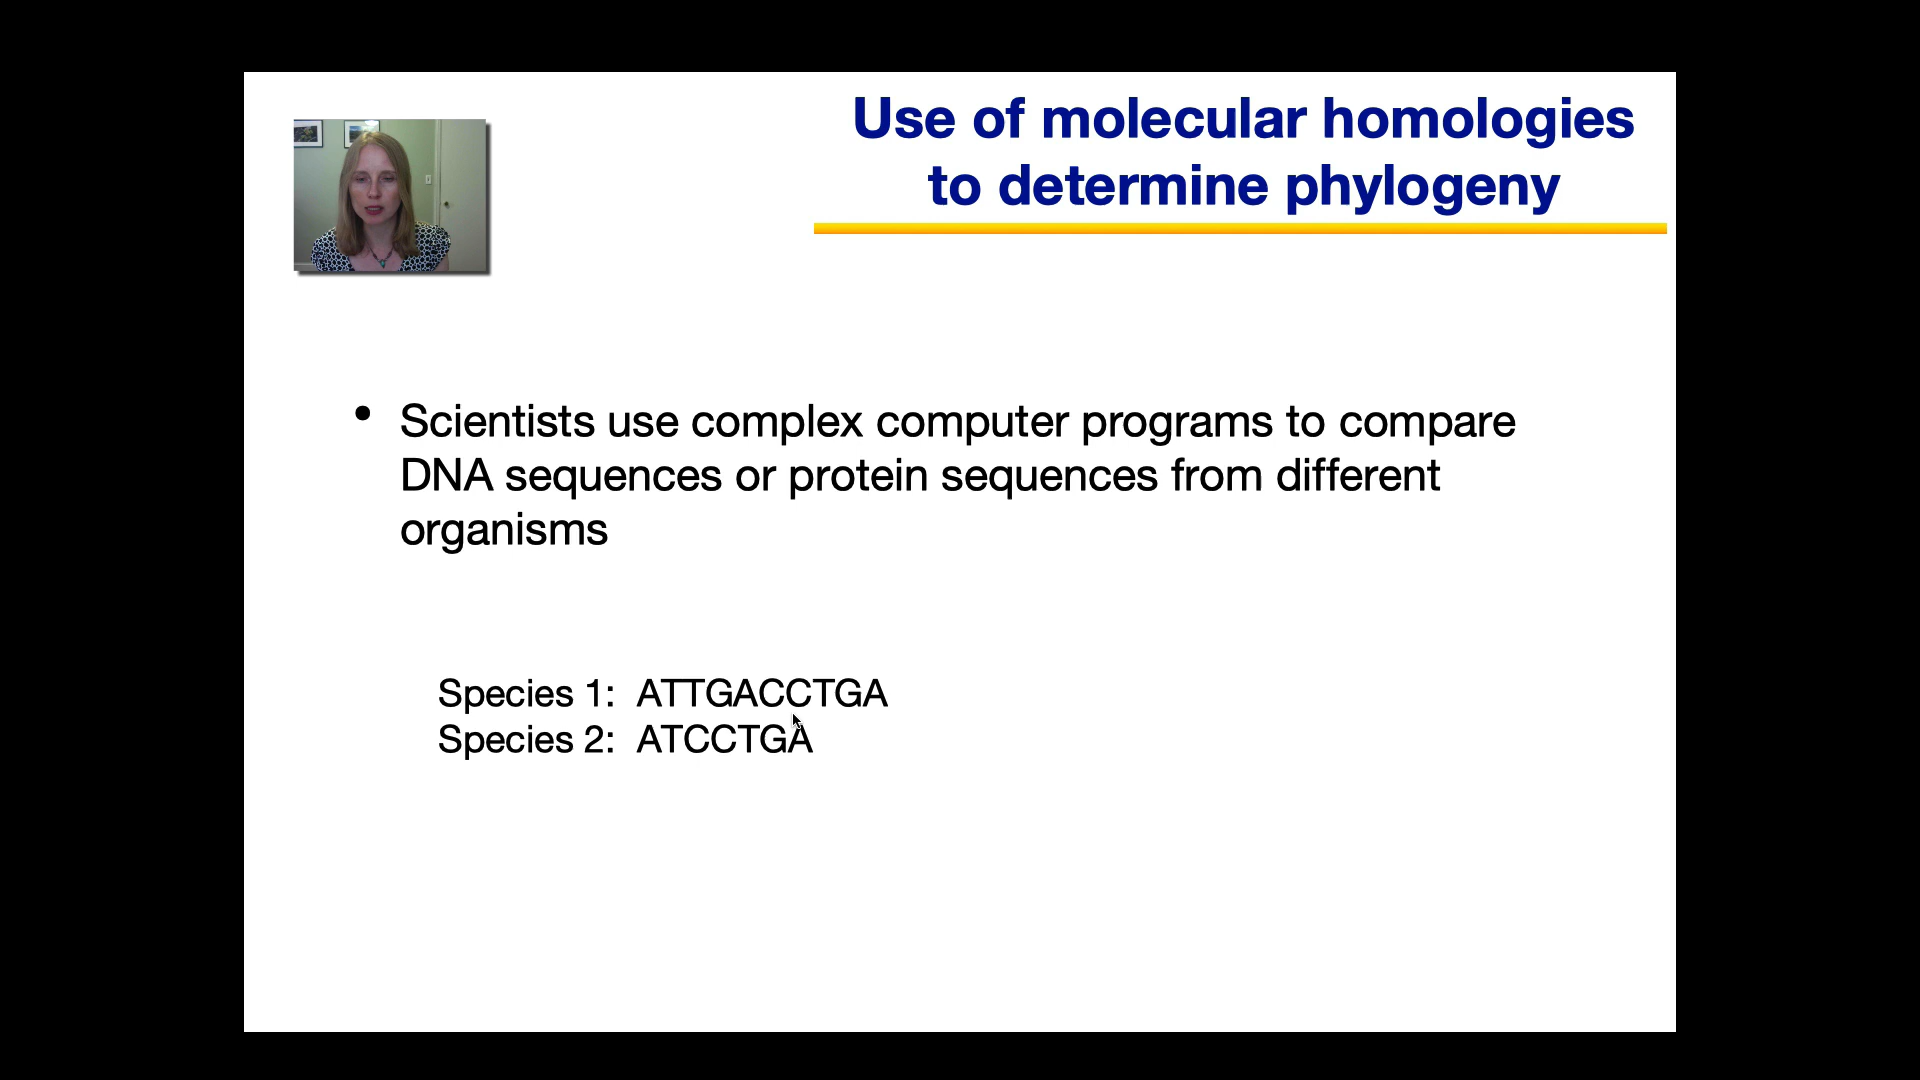 Use of molecular homologies
to determine phylogeny
• Scientists use complex computer programs to compare
DNA sequences or protein sequences from different
organisms
Species 1: ATTGACCTGA
Species 2: ATCCTGA